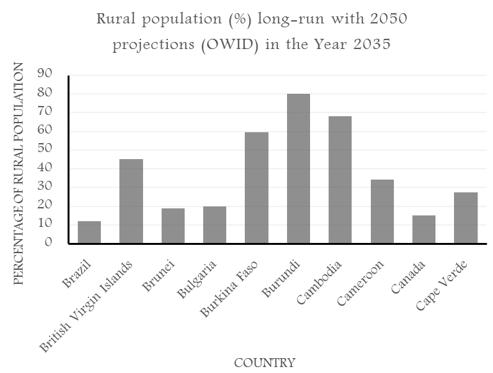 Rural population (%) long-run with 2050
projections (OWID) in the Year 2035
PERCENTAGE OF RURAL POPULATION
90
80
70
60
50
40
30
20
10
0
Brazil
British Virgin Islands
Brunei
Bulgaria
Burkina Faso
Burundi
Cambodia
Cameroon
Canada
Cape Verde
COUNTRY